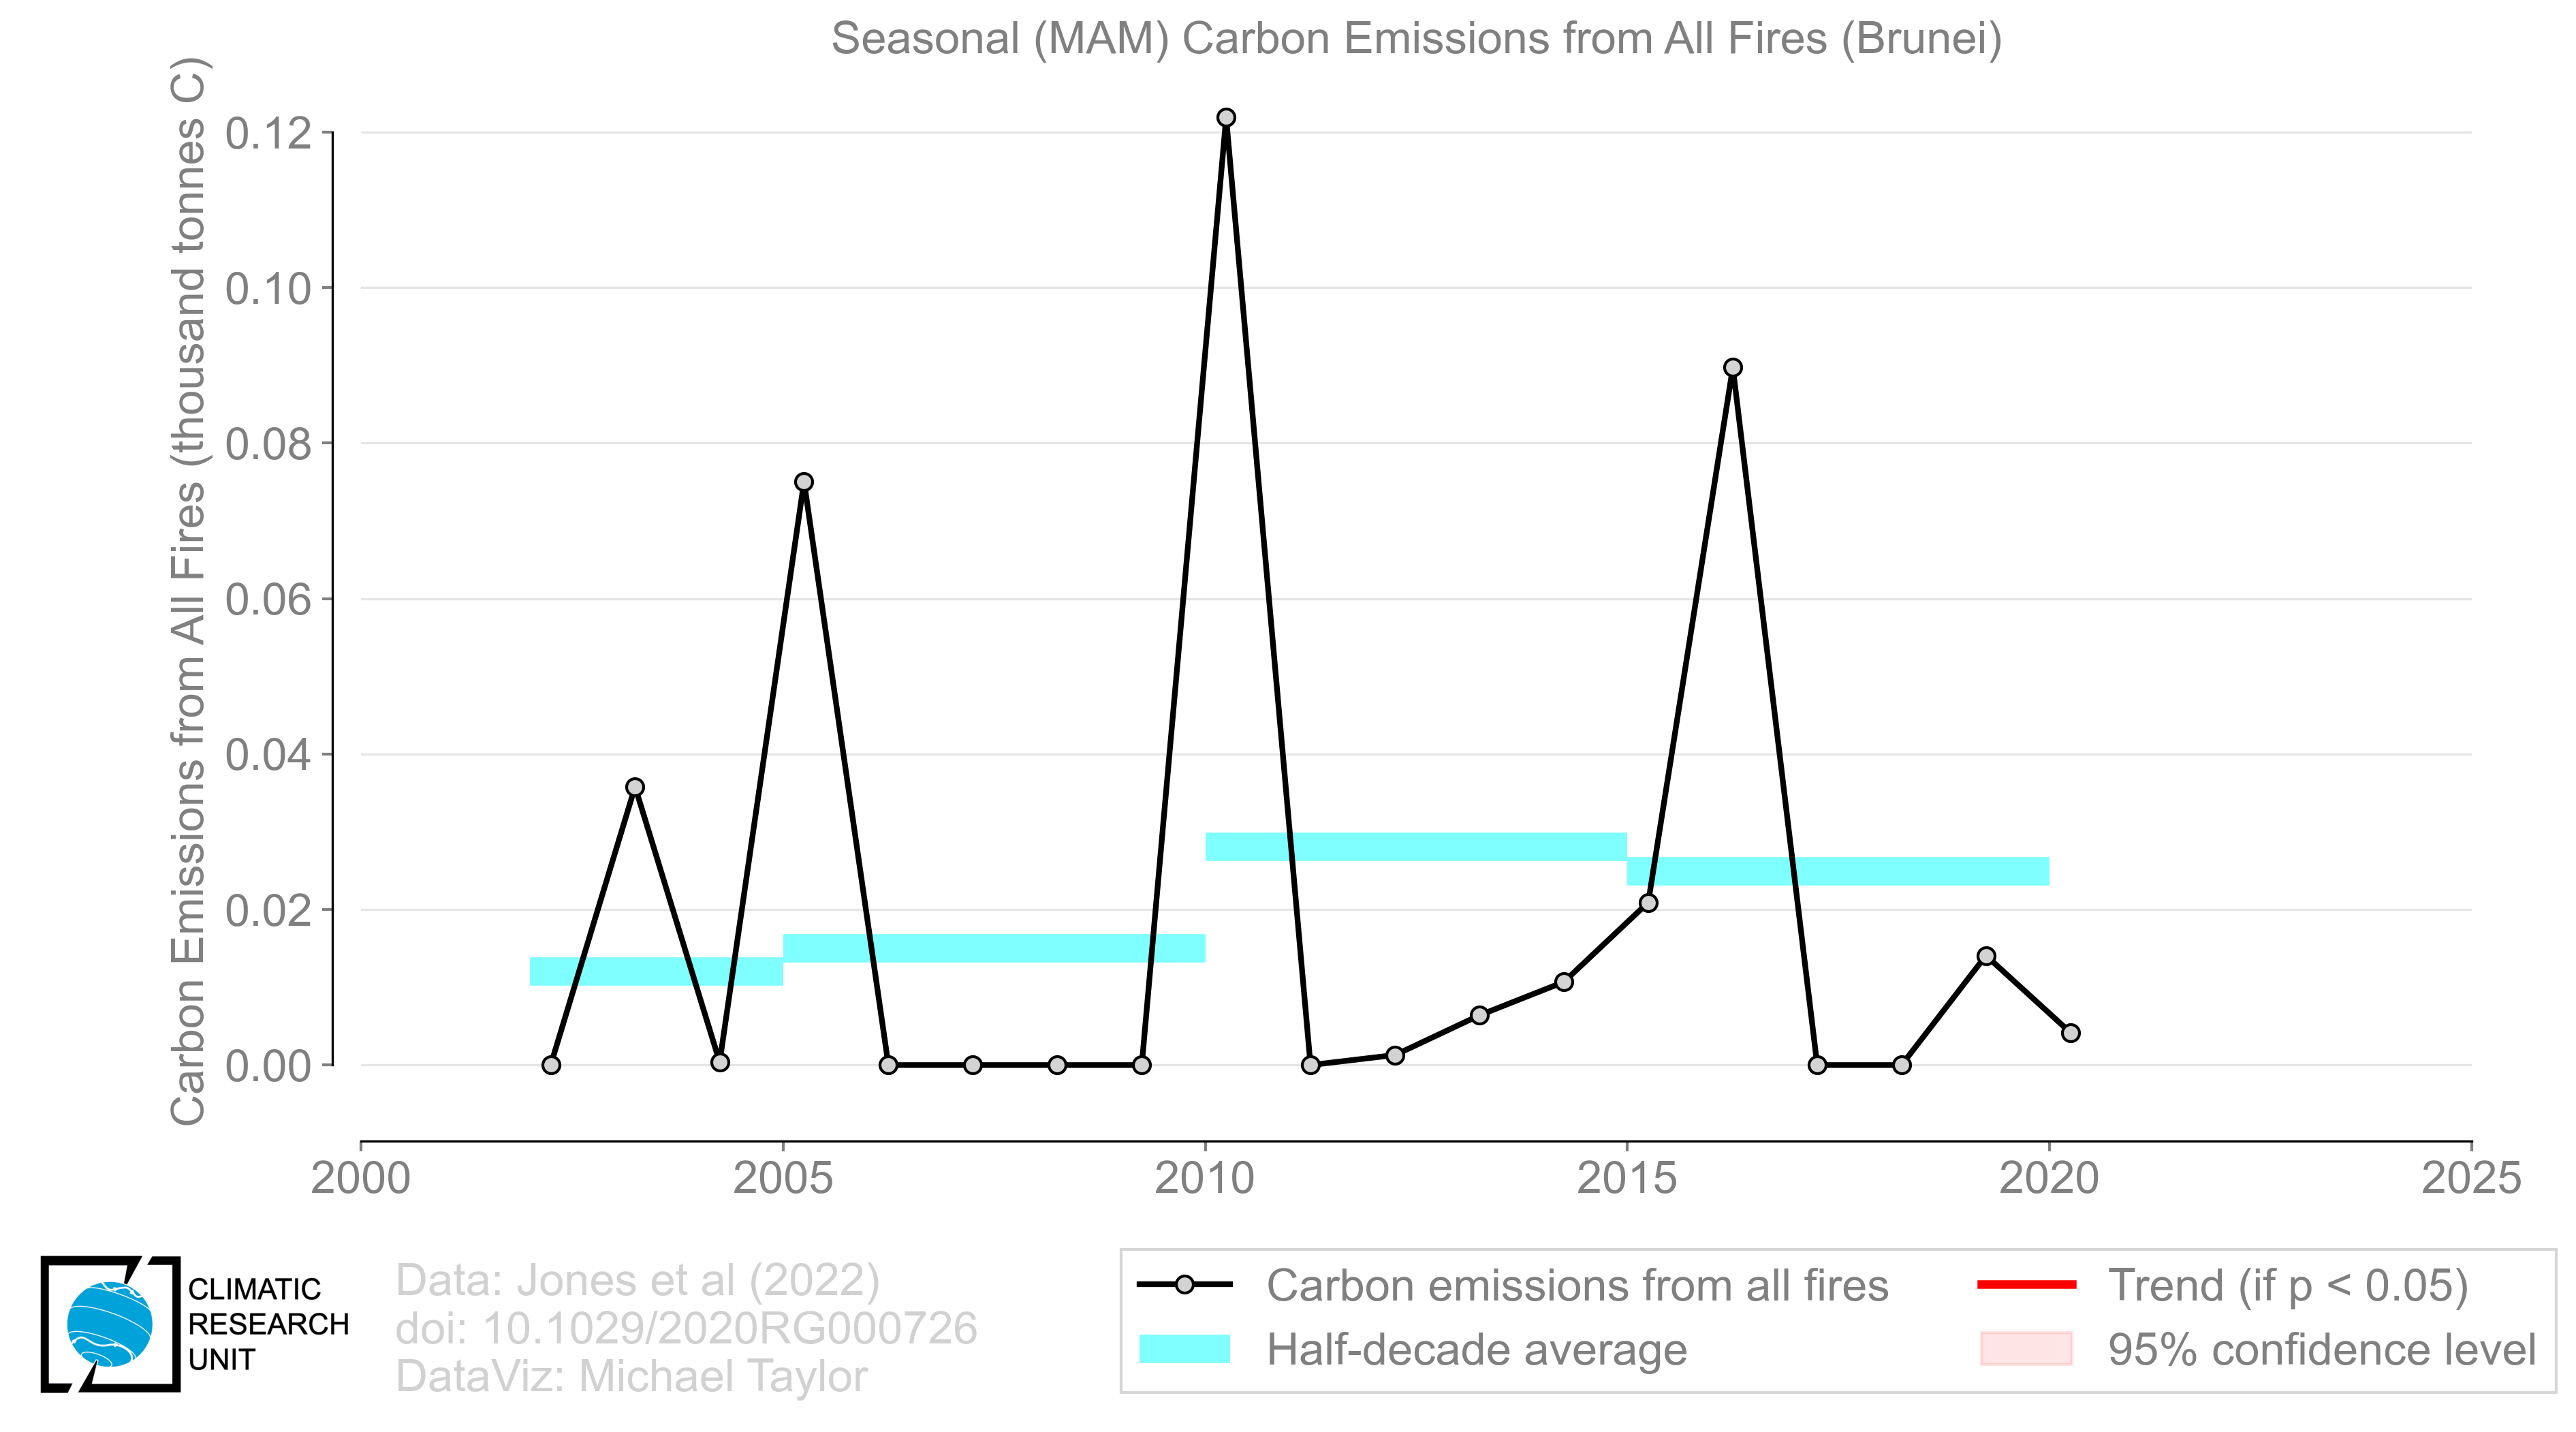 Seasonal (MAM) Carbon Emissions from All Fires (Brunei)
Carbon Emissions from All Fires (thousand tonnes C)
0.12
0.10
0.08
0.06
0.04
0.02
0.00
2000
2005
2010
2015
2020
2025
CLIMATIC
RESEARCH
UNIT
Data: Jones et al (2022)
doi: 10.1029/2020RG000726
DataViz: Michael Taylor
Carbon emissions from all fires
Half-decade average
Trend (if p < 0.05)
95% confidence level